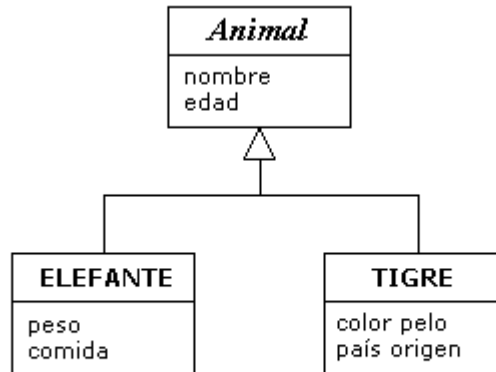 Animal
nombre
edad
ELEFANTE
peso
comida
TIGRE
color pelo
país origen